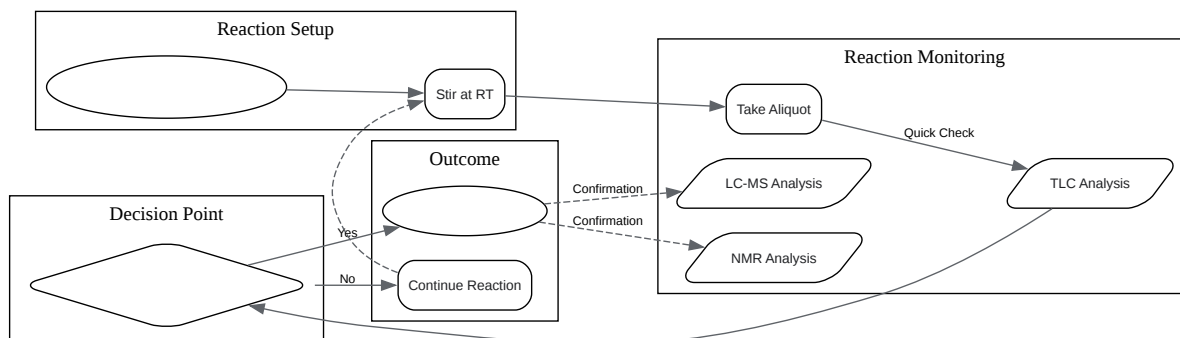 Reaction Setup
Stir at RT
Reaction Monitoring
Take Aliquot
Quick Check
LC-MS Analysis
TLC Analysis
NMR Analysis
Outcome
Confirmation
Confirmation
Continue Reaction
Decision Point
Yes
No